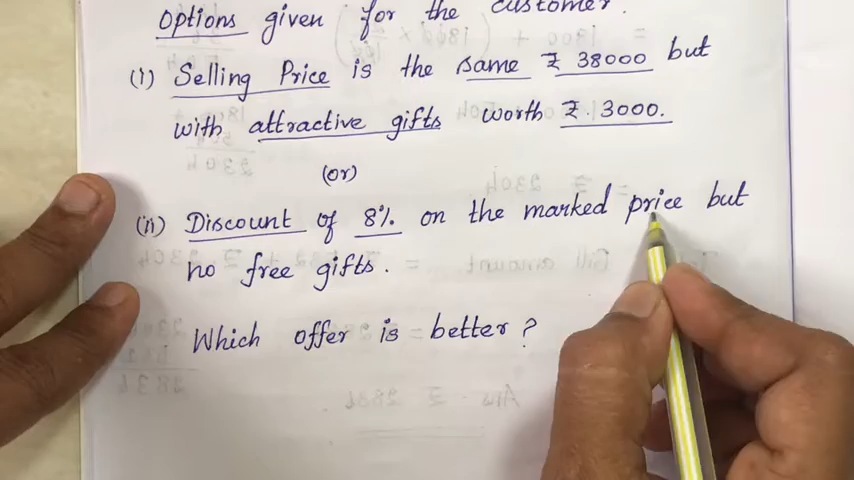 options given for the customer.
(i) Selling Price is the same ₹ 38000 but
with attractive gifts worth ₹. 3000.
(or)
(ii) Discount of 8% on the marked price but
no free gifts.
Which offer is better?